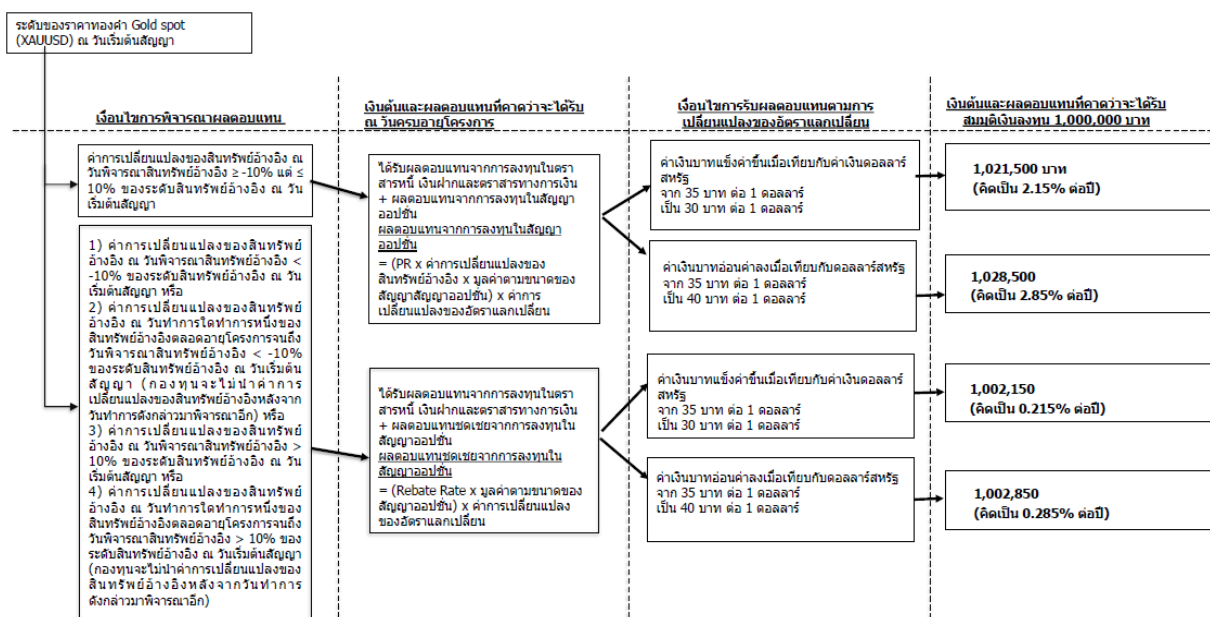 ระดับของราคาทองคำ Gold spot
(XAUUSD) ณ วันเริ่มต้นสัญญา
เงื่อนไขการพิจารณาผลตอบแทน
ค่าการเปลี่ยนแปลงของสินทรัพย์อ้างอิง ณ
วันพิจารณาสินทรัพย์อ้างอิง ≥ -10% แต่ ≤
10% ของระดับสินทรัพย์อ้างอิง ณ วัน
เริ่มต้นสัญญา
1) ค่าการเปลี่ยนแปลงของสินทรัพย์
อ้างอิง ณ วันพิจารณาสินทรัพย์อ้างอิง <
-10% ของระดับสินทรัพย์อ้างอิง ณ วัน
เริ่มต้นสัญญา หรือ
2) ค่าการเปลี่ยนแปลงของสินทรัพย์
อ้างอิง ณ วันทำการใดทำการหนึ่งของ
สินทรัพย์อ้างอิงตลอดอายุโครงการจนถึง
วันพิจารณาสินทรัพย์อ้างอิง < -10%
ของระดับสินทรัพย์อ้างอิง ณ วันเริ่มต้น
สัญญา (กองทุนจะไม่นำค่าการ
เปลี่ยนแปลงของสินทรัพย์อ้างอิงหลังจาก
วันทำการดังกล่าวมาพิจารณาอีก) หรือ
3) ค่าการเปลี่ยนแปลงของสินทรัพย์
อ้างอิง ณ วันพิจารณาสินทรัพย์อ้างอิง >
10% ของระดับสินทรัพย์อ้างอิง ณ วัน
เริ่มต้นสัญญา หรือ
4) ค่าการเปลี่ยนแปลงของสินทรัพย์
อ้างอิง ณ วันทำการใดทำการหนึ่งของ
สินทรัพย์อ้างอิงตลอดอายุโครงการจนถึง
วันพิจารณาสินทรัพย์อ้างอิง > 10% ของ
ระดับสินทรัพย์อ้างอิง ณ วันเริ่มต้นสัญญา
(กองทุนจะไม่นำค่าการเปลี่ยนแปลงของ
สินทรัพย์อ้างอิงหลังจากวันทำการ
ดังกล่าวมาพิจารณาอีก)
เงินต้นและผลตอบแทนที่คาดว่าจะได้รับ
ณ วันครบอายุโครงการ
ได้รับผลตอบแทนจากการลงทุนในตรา
สารหนี้ เงินฝากและตราสารทางการเงิน
+ ผลตอบแทนจากการลงทุนในสัญญา
ออปชั่น
ผลตอบแทนจากการลงทุนในสัญญา
ออปชั่น
= (PR x ค่าการเปลี่ยนแปลงของ
สินทรัพย์อ้างอิง x มูลค่าตามขนาดของ
สัญญาสัญญาออปชั่น) x ค่าการ
เปลี่ยนแปลงของอัตราแลกเปลี่ยน
ได้รับผลตอบแทนจากการลงทุนในตรา
สารหนี้ เงินฝากและตราสารทางการเงิน
+ ผลตอบแทนชดเชยจากการลงทุนใน
สัญญาออปชั่น
ผลตอบแทนชดเชยจากการลงทุนใน
สัญญาออปชั่น
= (Rebate Rate x มูลค่าตามขนาดของ
สัญญาออปชั่น) x ค่าการเปลี่ยนแปลง
ของอัตราแลกเปลี่ยน
เงื่อนไขการรับผลตอบแทนตามการ
เปลี่ยนแปลงของอัตราแลกเปลี่ยน
ค่าเงินบาทแข็งค่าขึ้นเมื่อเทียบกับค่าเงินดอลลาร์
สหรัฐ
จาก 35 บาท ต่อ 1 ดอลลาร์
เป็น 30 บาท ต่อ 1 ดอลลาร์
ค่าเงินบาทอ่อนค่าลงเมื่อเทียบกับดอลลาร์สหรัฐ
จาก 35 บาท ต่อ 1 ดอลลาร์
เป็น 40 บาท ต่อ 1 ดอลลาร์
ค่าเงินบาทแข็งค่าขึ้นเมื่อเทียบกับค่าเงินดอลลาร์
สหรัฐ
จาก 35 บาท ต่อ 1 ดอลลาร์
เป็น 30 บาท ต่อ 1 ดอลลาร์
ค่าเงินบาทอ่อนค่าลงเมื่อเทียบกับดอลลาร์สหรัฐ
จาก 35 บาท ต่อ 1 ดอลลาร์
เป็น 40 บาท ต่อ 1 ดอลลาร์
เงินต้นและผลตอบแทนที่คาดว่าจะได้รับ
สมมติเงินลงทุน 1,000,000 บาท
1,021,500 บาท
(คิดเป็น 2.15% ต่อปี)
1,028,500
(คิดเป็น 2.85% ต่อปี)
1,002,150
(คิดเป็น 0.215% ต่อปี)
1,002,850
(คิดเป็น 0.285% ต่อปี)